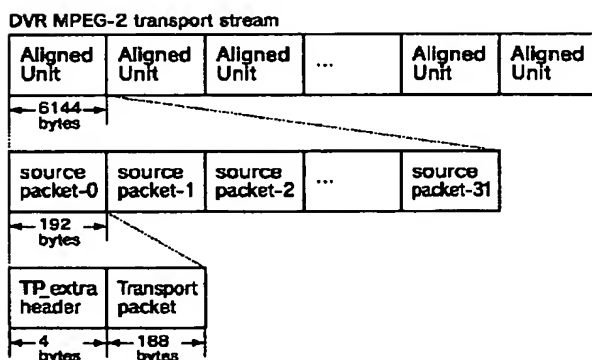 DVR MPEG-2 transport stream
Aligned Unit Aligned Unit Aligned Unit ... Aligned Unit Aligned Unit
6144 bytes
source packet-0 source packet-1 source packet-2 ... source packet-31
192 bytes
TP_extra header Transport packet
4 bytes 188 bytes